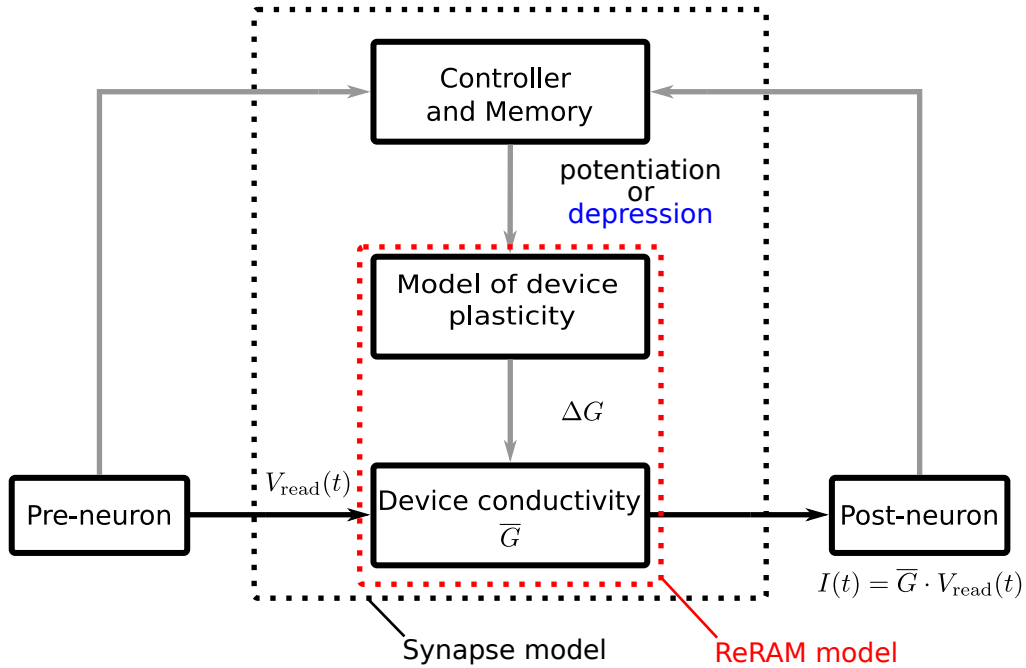 Controller
and Memory
potentiation
or
depression
Model of device
plasticity
ΔG
V_read(t)
Pre-neuron
Device conductivity
G̅
Post-neuron
I(t) = G̅ · V_read(t)
Synapse model
ReRAM model